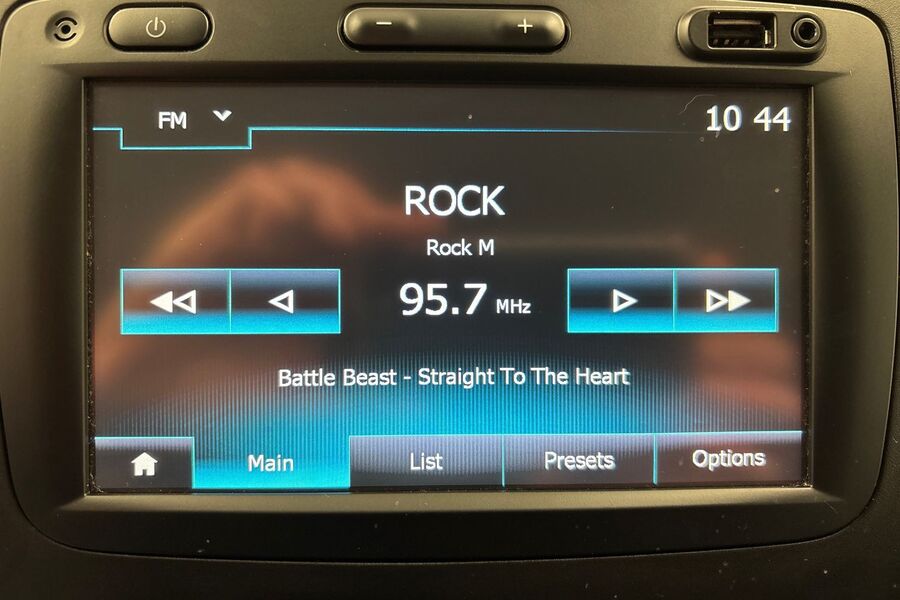 FM 10 44
ROCK
Rock M
95.7 MHz
Battle Beast - Straight To The Heart
Main List Presets Options